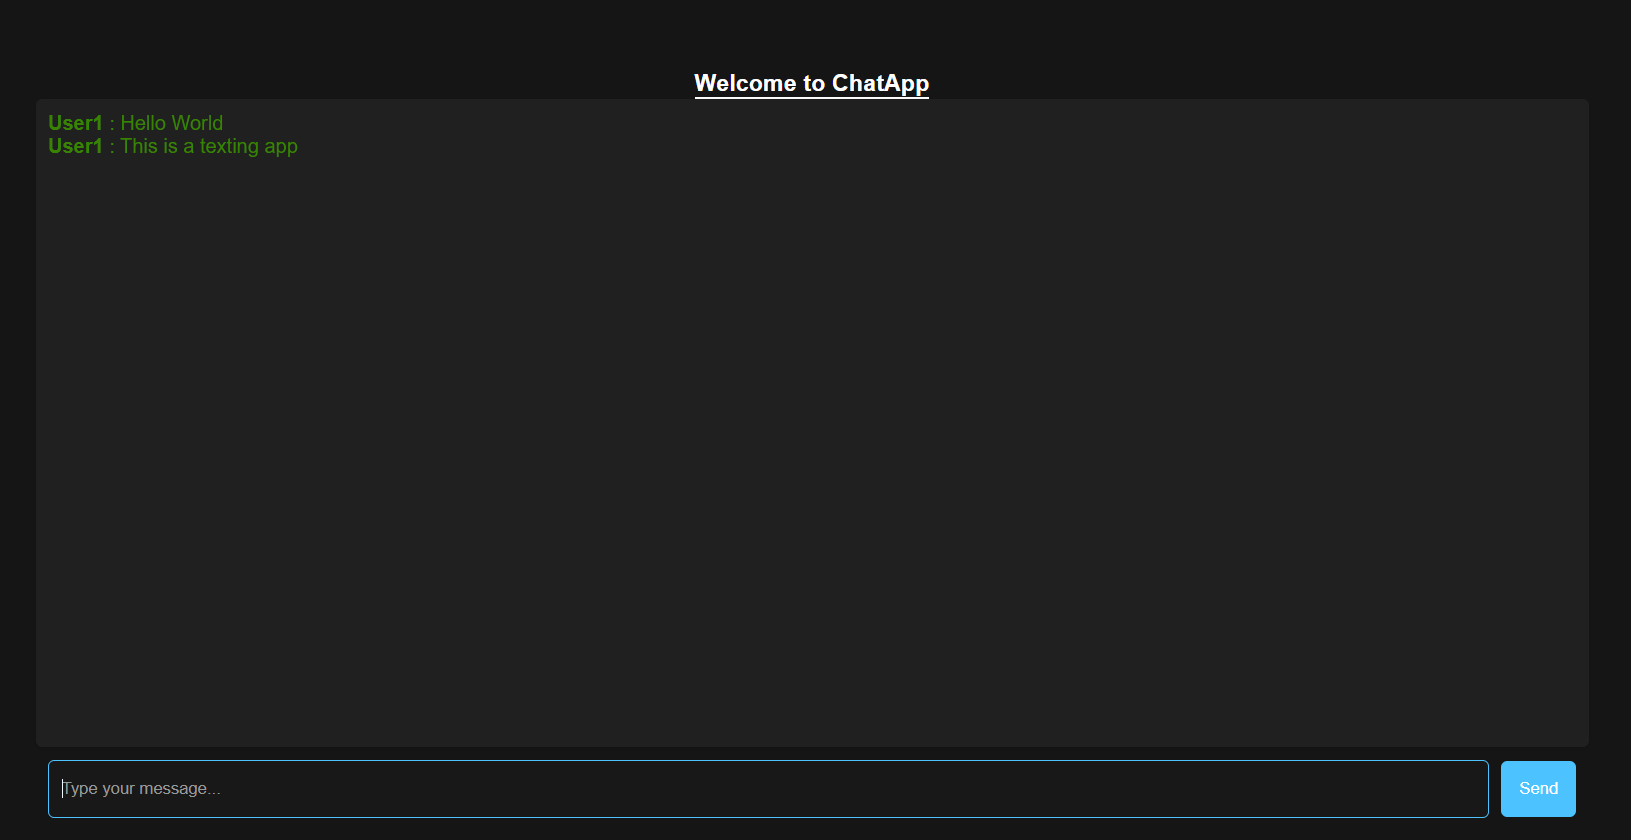 Welcome to ChatApp
User1 : Hello World
User1 : This is a texting app
Type your message...
Send